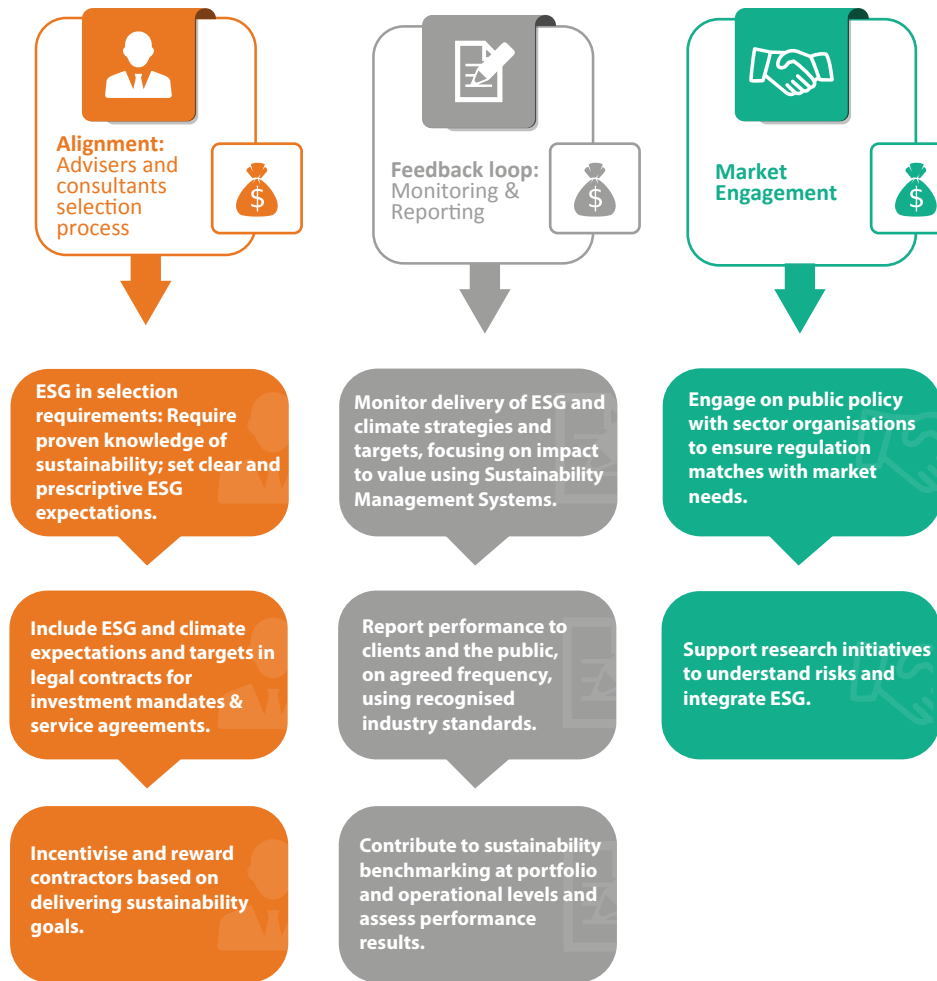 Alignment:
Advisers and
consultants
selection
process
$
ESG in selection
requirements: Require
proven knowledge of
sustainability; set clear and
prescriptive ESG
expectations.
Include ESG and climate
expectations and targets in
legal contracts for
investment mandates &
service agreements.
Incentivise and reward
contractors based on
delivering sustainability
goals.
Feedback loop:
Monitoring &
Reporting
$
Monitor delivery of ESG and
climate strategies and
targets, focusing on impact
to value using Sustainability
Management Systems.
Report performance to
clients and the public,
on agreed frequency,
using recognised
industry standards.
Contribute to sustainability
benchmarking at portfolio
and operational levels and
assess performance
results.
Market
Engagement
$
Engage on public policy
with sector organisations
to ensure regulation
matches with market
needs.
Support research initiatives
to understand risks and
integrate ESG.